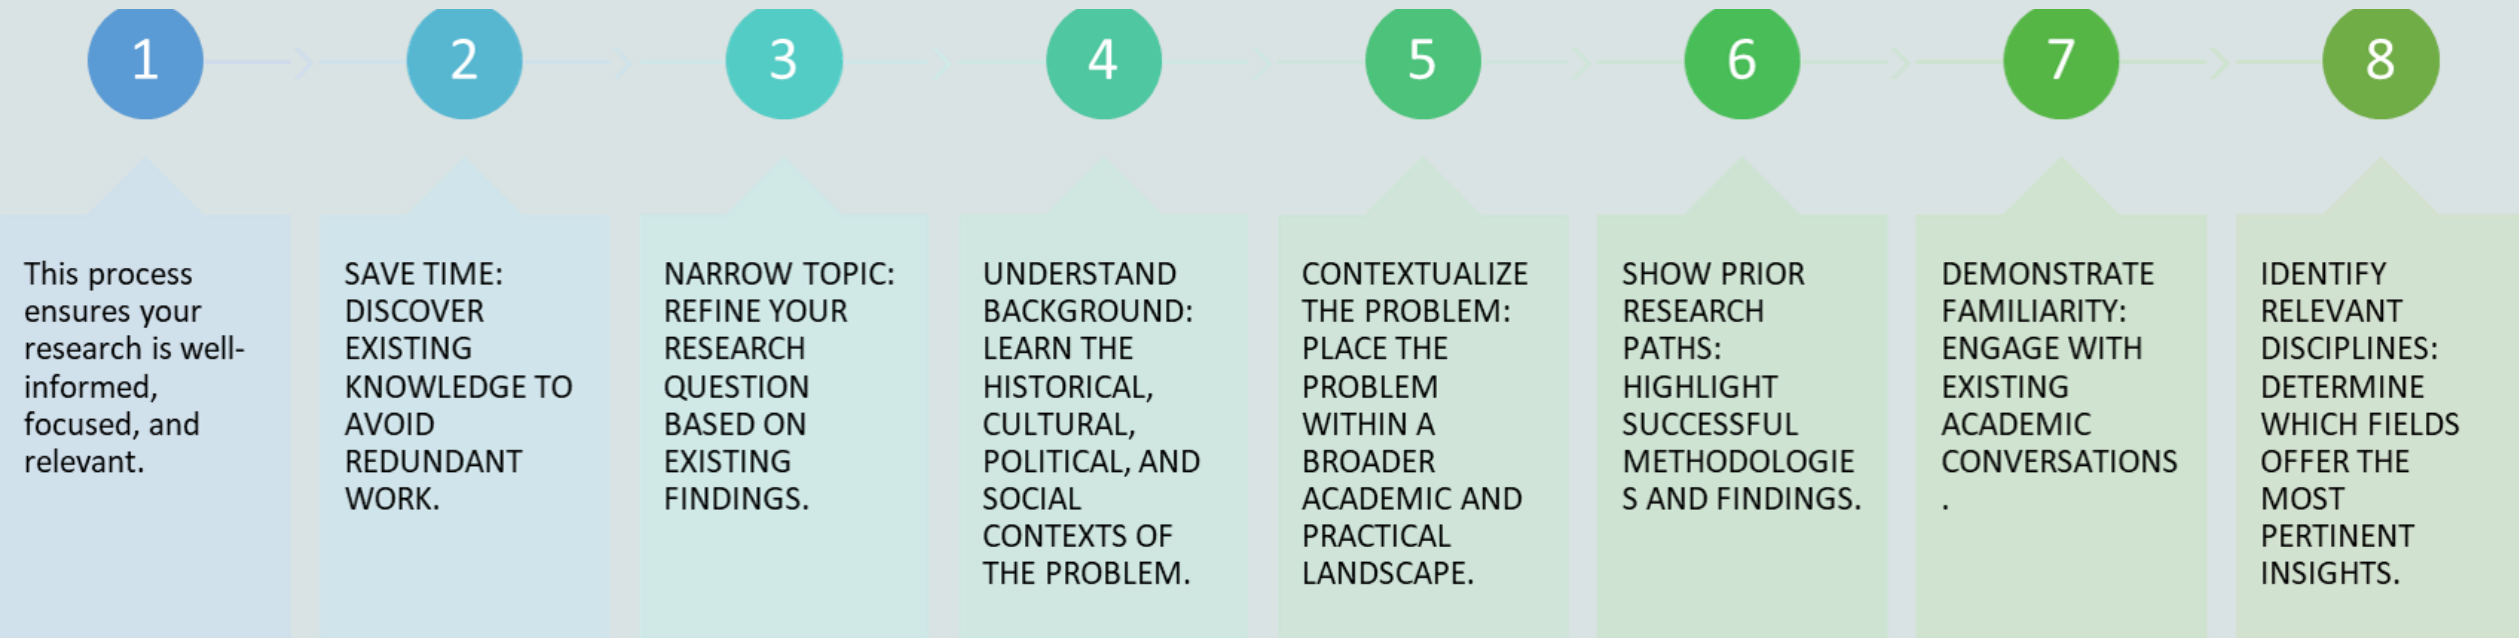 1
2
3
4
5
6
7
8
This process
ensures your
research is well-
informed,
focused, and
relevant.
SAVE TIME:
DISCOVER
EXISTING
KNOWLEDGE TO
AVOID
REDUNDANT
WORK.
NARROW TOPIC:
REFINE YOUR
RESEARCH
QUESTION
BASED ON
EXISTING
FINDINGS.
UNDERSTAND
BACKGROUND:
LEARN THE
HISTORICAL,
CULTURAL,
POLITICAL, AND
SOCIAL
CONTEXTS OF
THE PROBLEM.
CONTEXTUALIZE
THE PROBLEM:
PLACE THE
PROBLEM
WITHIN A
BROADER
ACADEMIC AND
PRACTICAL
LANDSCAPE.
SHOW PRIOR
RESEARCH
PATHS:
HIGHLIGHT
SUCCESSFUL
METHODOLOGIE
S AND FINDINGS.
DEMONSTRATE
FAMILIARITY:
ENGAGE WITH
EXISTING
ACADEMIC
CONVERSATIONS
.
IDENTIFY
RELEVANT
DISCIPLINES:
DETERMINE
WHICH FIELDS
OFFER THE
MOST
PERTINENT
INSIGHTS.